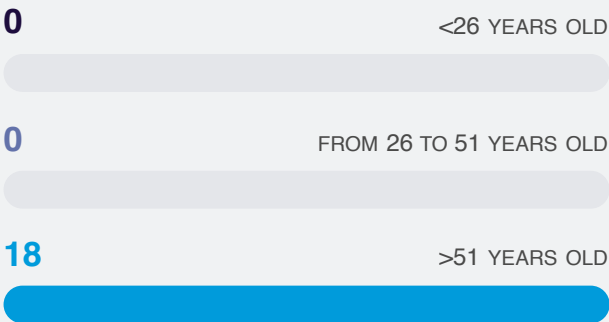 0 <26 YEARS OLD
0 FROM 26 TO 51 YEARS OLD
18 >51 YEARS OLD